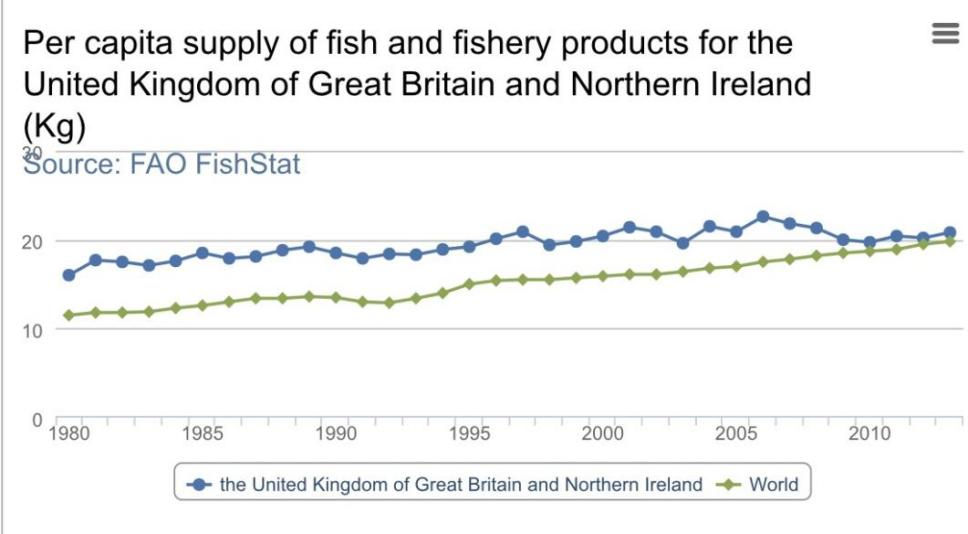 Per capita supply of fish and fishery products for the
United Kingdom of Great Britain and Northern Ireland
(Kg)
30
Source: FAO FishStat
20
10
0
1980 1985 1990 1995 2000 2005 2010
the United Kingdom of Great Britain and Northern Ireland World